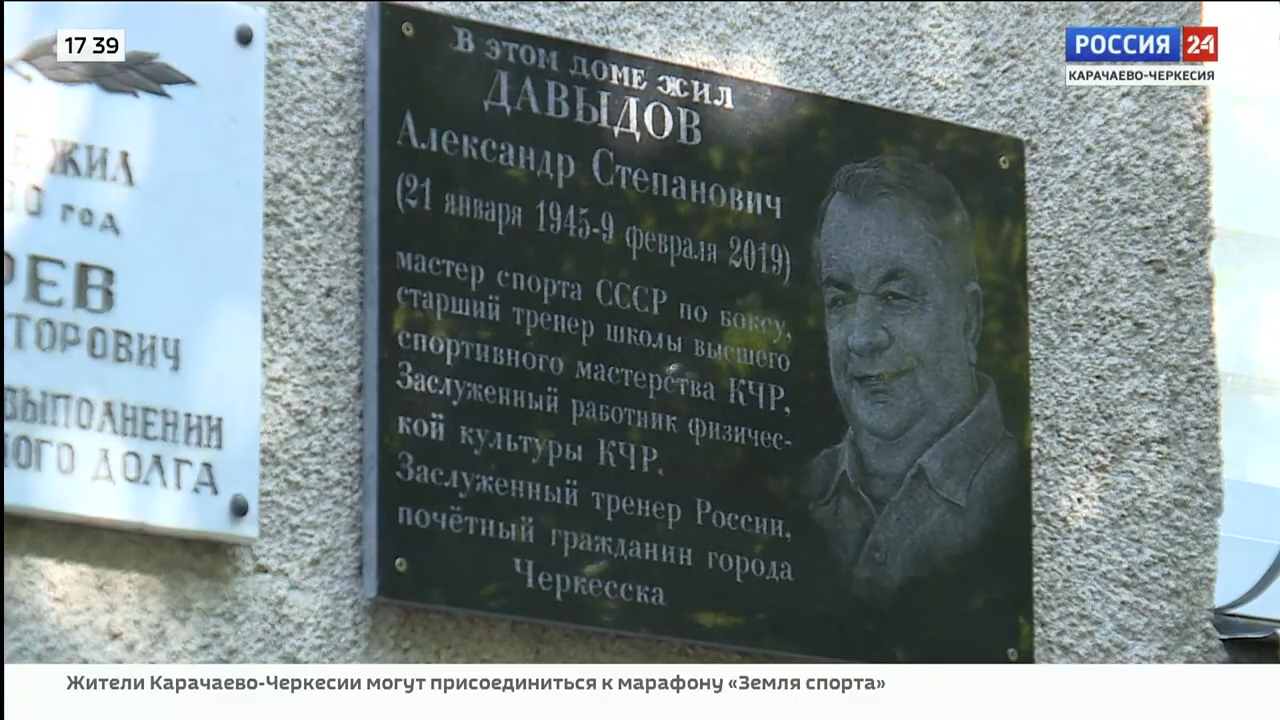 17 39
РОССИЯ 24
КАРАЧАЕВО-ЧЕРКЕСИЯ
ЖИЛ
год
ТОРОВИЧ
ВЫПОЛНЕНИИ
ДОЛГА
В ЭТОМ ДОМЕ ЖИЛ
ДАВЫДОВ
Александр Степанович
(21 января 1945-9 февраля 2019)
мастер спорта СССР по боксу,
старший тренер школы высшего
спортивного мастерства КЧР,
Заслуженный работник физичес-
кой культуры КЧР.
Заслуженный тренер России,
почётный гражданин города
Черкесска
Жители Карачаево-Черкесии могут присоединиться к марафону «Земля спорта»